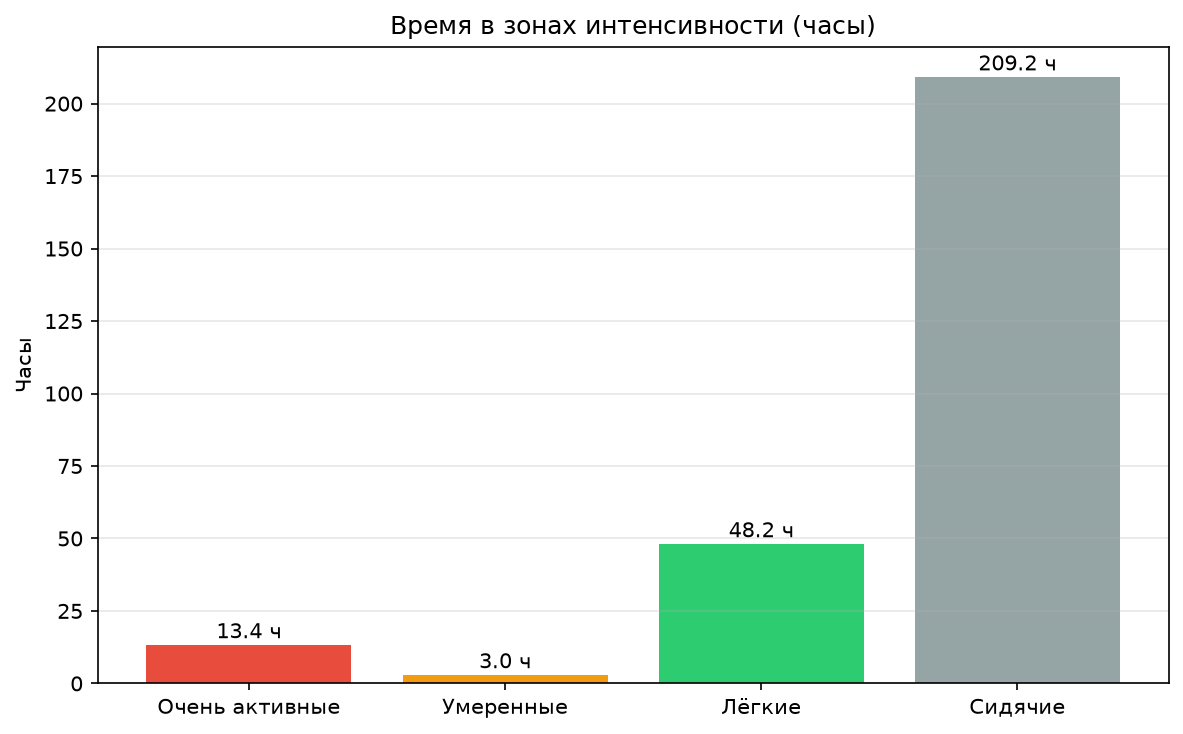 Время в зонах интенсивности (часы)
209.2 ч
200
175
150
125
Часы
100
75
50
48.2 ч
25
13.4 ч
3.0 ч
0
Очень активные
Умеренные
Лёгкие
Сидячие